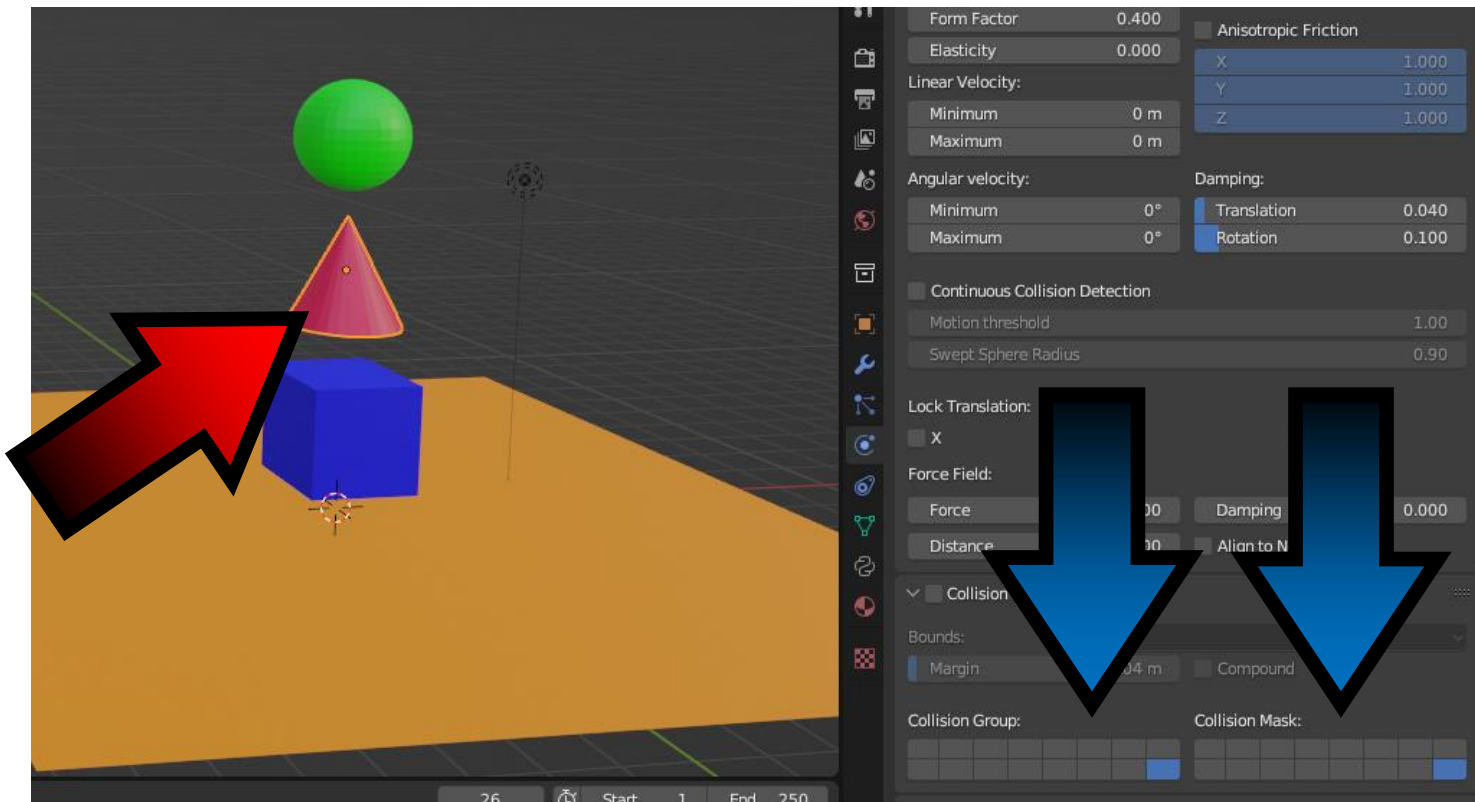 Form Factor 0.400
Anisotropic Friction
Elasticity 0.000
X 1.000
Linear Velocity:
Y 1.000
Minimum 0 m
Z 1.000
Maximum 0 m
Angular velocity:
Damping:
Minimum 0°
Translation 0.040
Maximum 0°
Rotation 0.100
Continuous Collision Detection
Motion threshold 1.00
Swept Sphere Radius 0.90
Lock Translation:
X
Force Field:
Force
Damping 0.000
Distance
Align to N
Collision
Bounds:
Margin 04 m
Compound
Collision Group:
Collision Mask:
26 Start 1 End 250